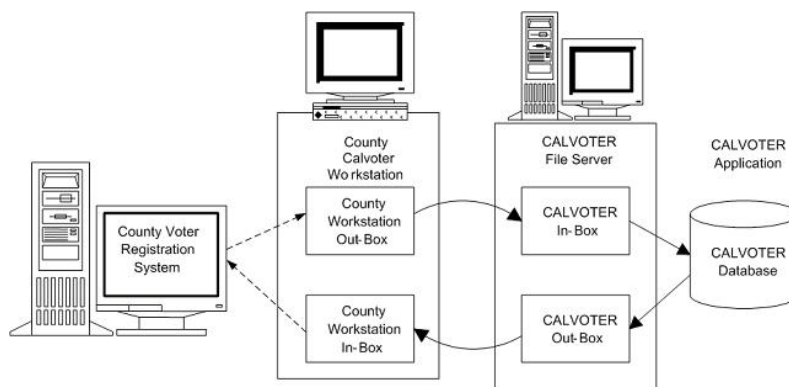 County Voter
Registration
System
County
Calvoter
Workstation
County
Workstation
Out-Box
County
Workstation
In-Box
CALVOTER
File Server
CALVOTER
In-Box
CALVOTER
Out-Box
CALVOTER
Application
CALVOTER
Database